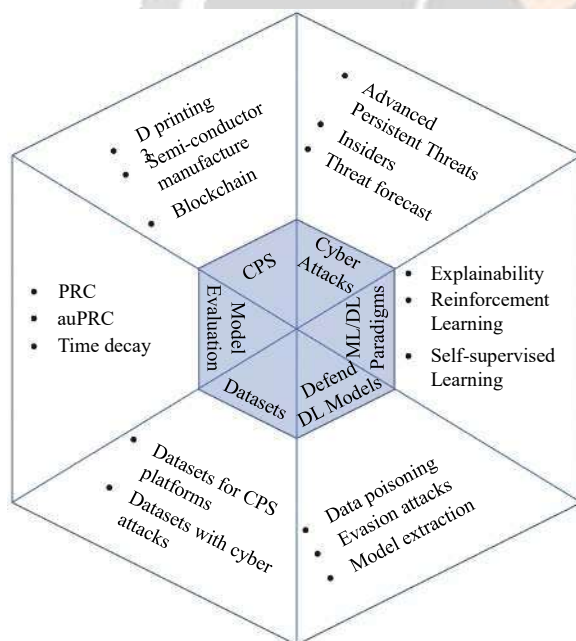 D printing
3
Semi-conductor
manufacture
Blockchain
Advanced
Persistent Threats
Insiders
Threat forecast
CPS
Cyber
Attacks
PRC
auPRC
Time decay
Model
Evaluation
ML/DL
Paradigms
Explainability
Reinforcement
Learning
Self-supervised
Learning
Datasets
Defend
DL Models
Datasets for CPS
platforms
Datasets with cyber
attacks
Data poisoning
Evasion attacks
Model extraction